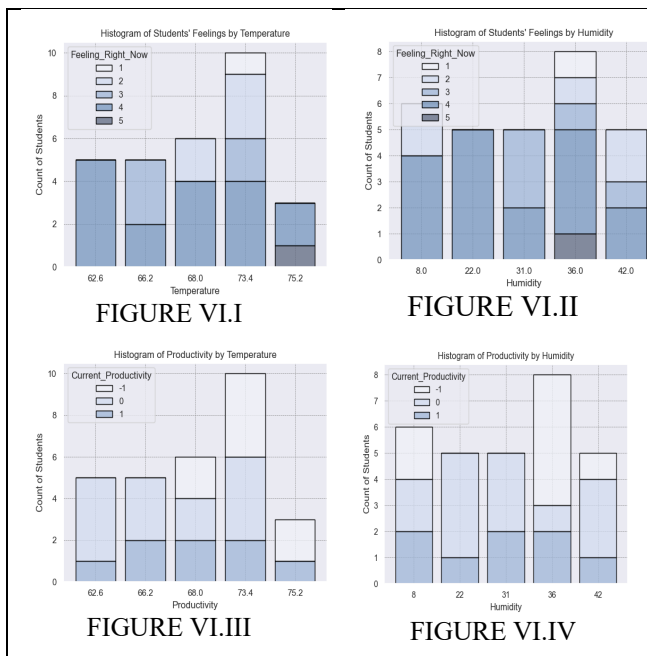 Histogram of Students' Feelings by Temperature
Feeling_Right_Now
1
2
3
4
5
Count of Students
10
8
6
4
2
0
62.6 66.2 68.0 73.4 75.2
Temperature
FIGURE VI.I
Histogram of Students' Feelings by Humidity
Feeling_Right_Now
1
2
3
4
5
Count of Students
8
7
6
5
4
3
2
1
0
8.0 22.0 31.0 36.0 42.0
Humidity
FIGURE VI.II
Histogram of Productivity by Temperature
Current_Productivity
-1
0
1
Count of Students
10
8
6
4
2
0
62.6 66.2 68.0 73.4 75.2
Productivity
FIGURE VI.III
Histogram of Productivity by Humidity
Current_Productivity
-1
0
1
Count of Students
8
7
6
5
4
3
2
1
0
8 22 31 36 42
Humidity
FIGURE VI.IV